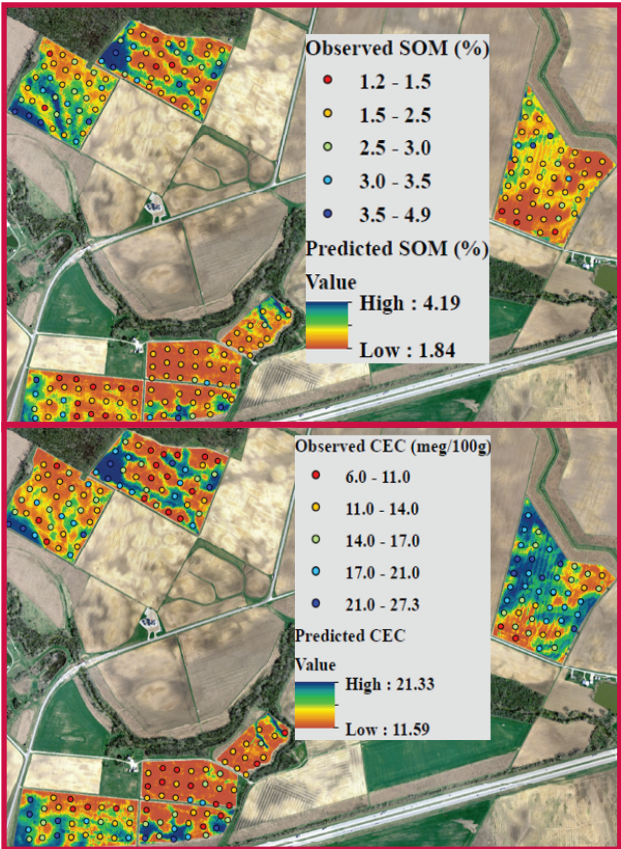 Observed SOM (%)
1.2 - 1.5
1.5 - 2.5
2.5 - 3.0
3.0 - 3.5
3.5 - 4.9
Predicted SOM (%)
Value
High : 4.19
Low : 1.84
Observed CEC (meg/100g)
6.0 - 11.0
11.0 - 14.0
14.0 - 17.0
17.0 - 21.0
21.0 - 27.3
Predicted CEC
Value
High : 21.33
Low : 11.59